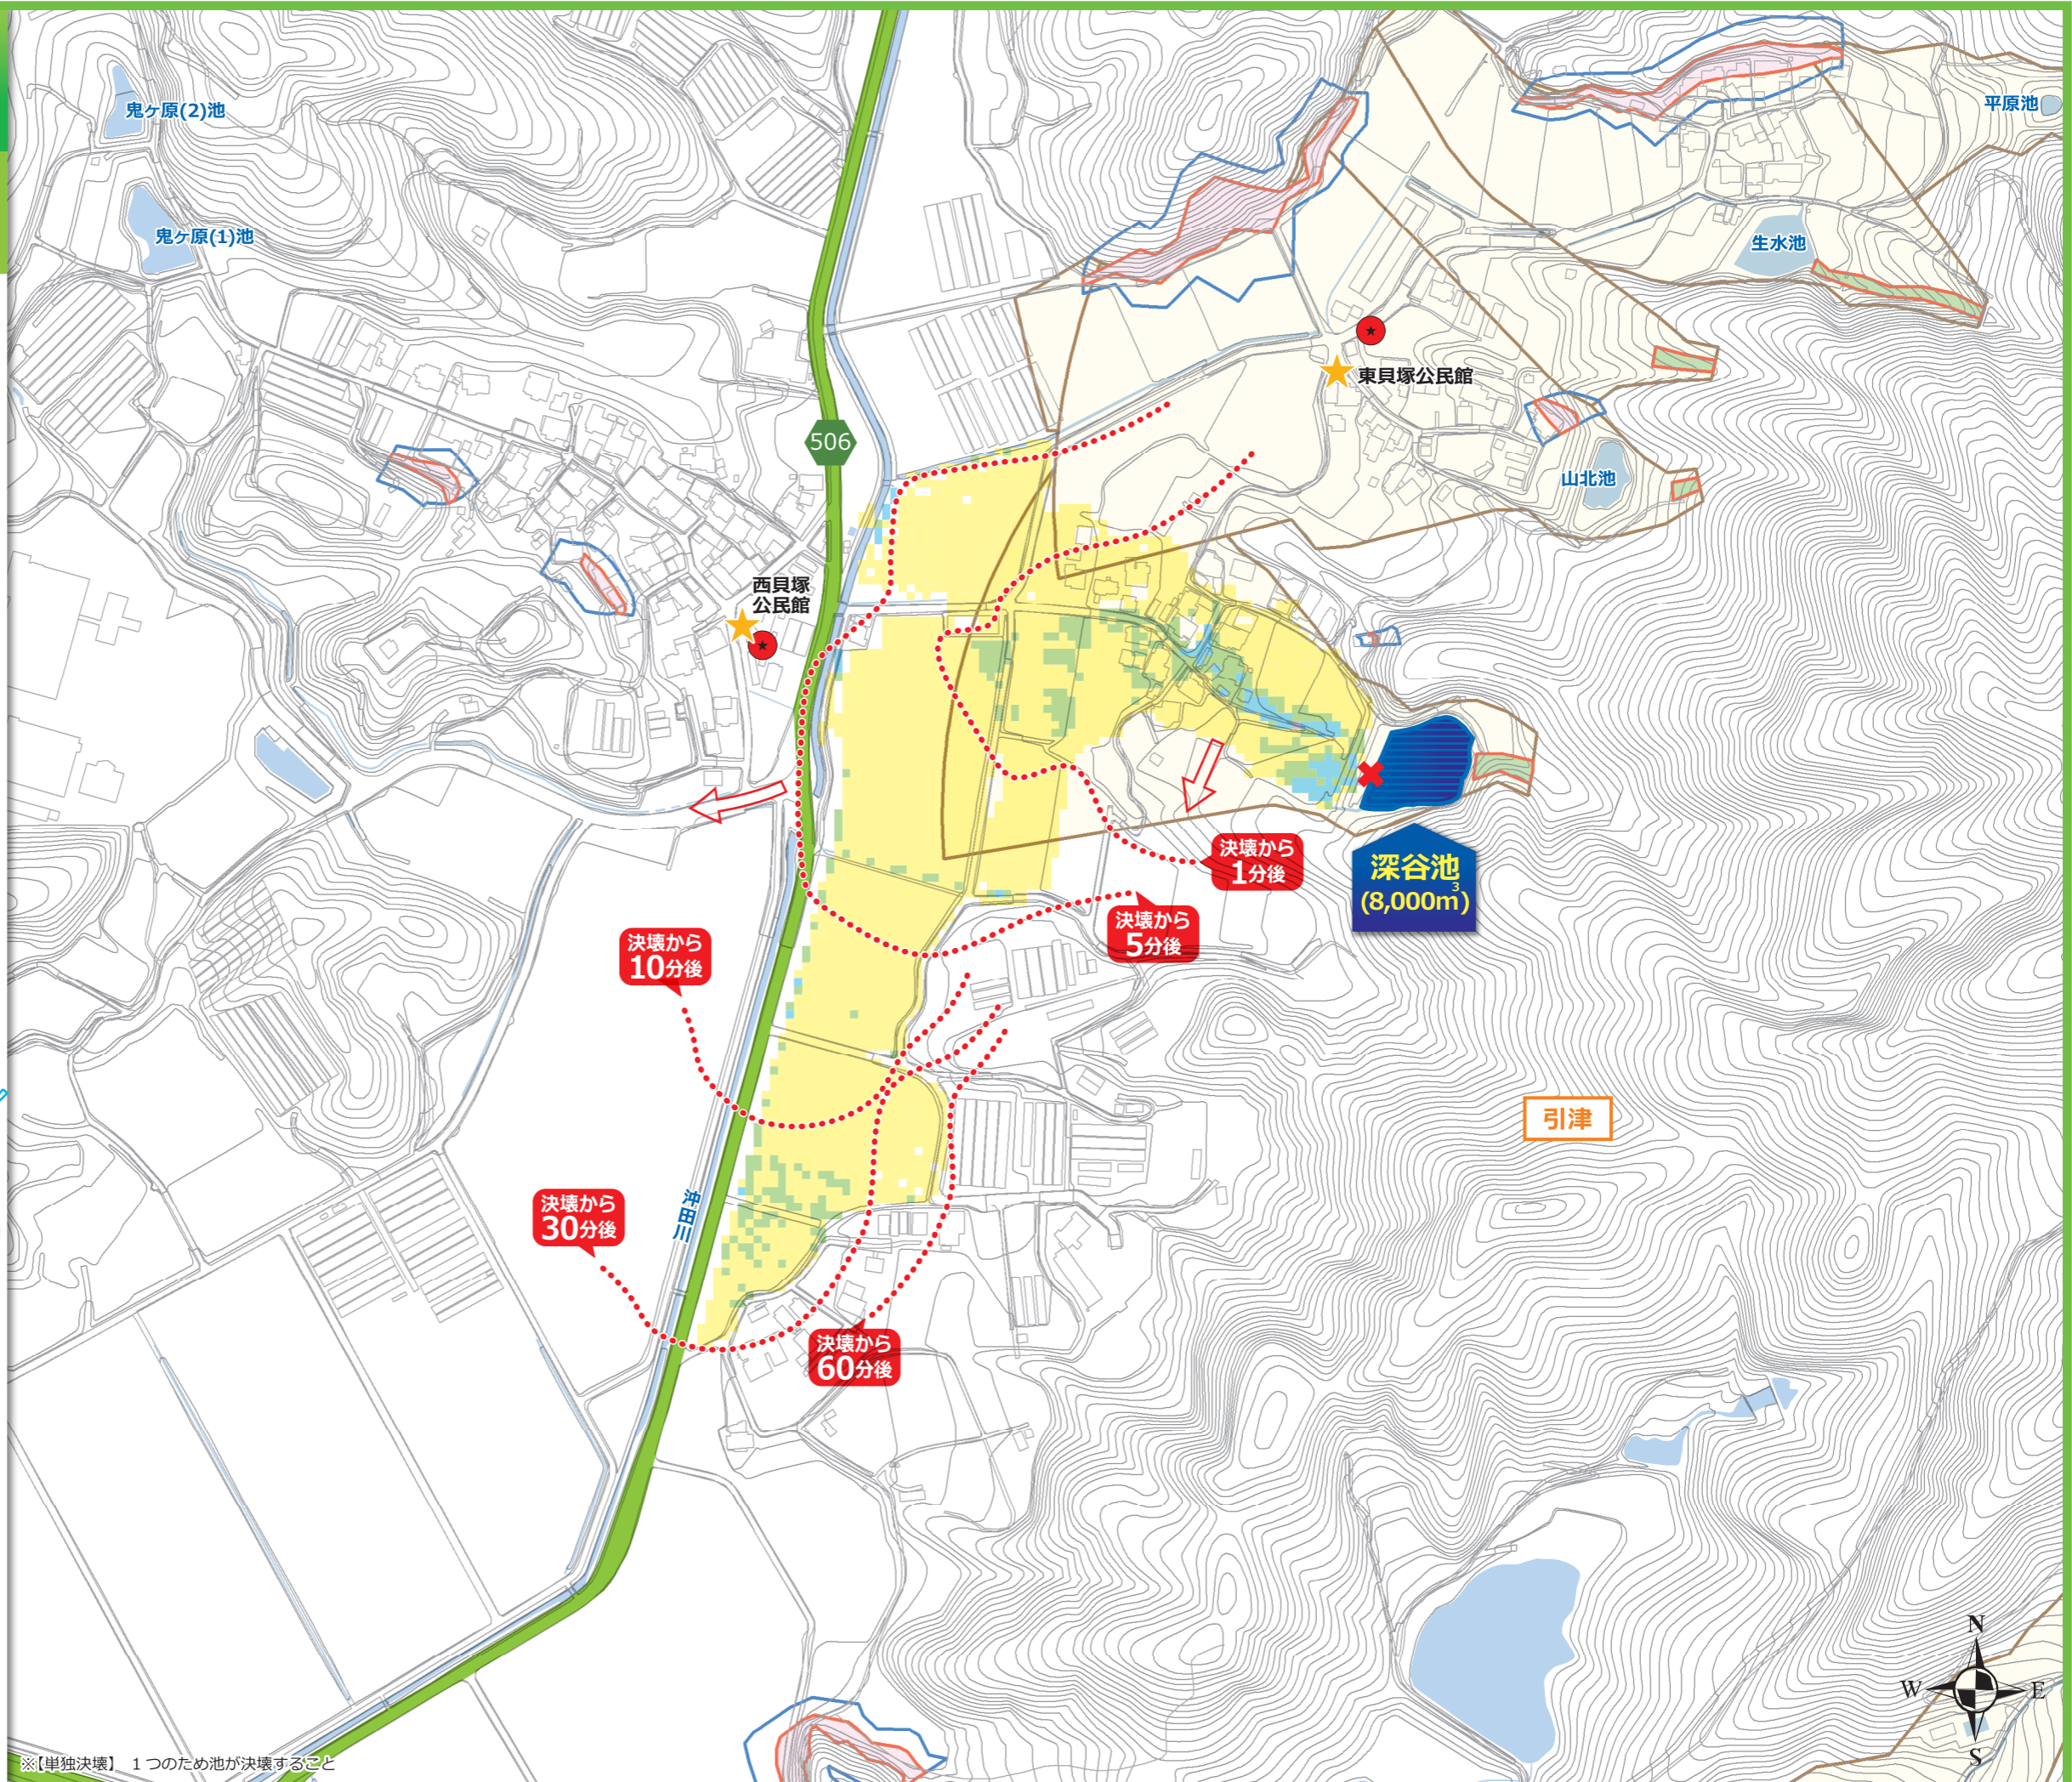 鬼ヶ原(2)池
平原池
鬼ヶ原(1)池
生水池
東貝塚公民館
506
山北池
西貝塚
公民館
決壊から
1分後
深谷池
(8,000m³)
決壊から
5分後
決壊から
10分後
引津
決壊から
30分後
沖田川
決壊から
60分後
N
W
E
S
※【単独決壊】 1つのため池が決壊すること